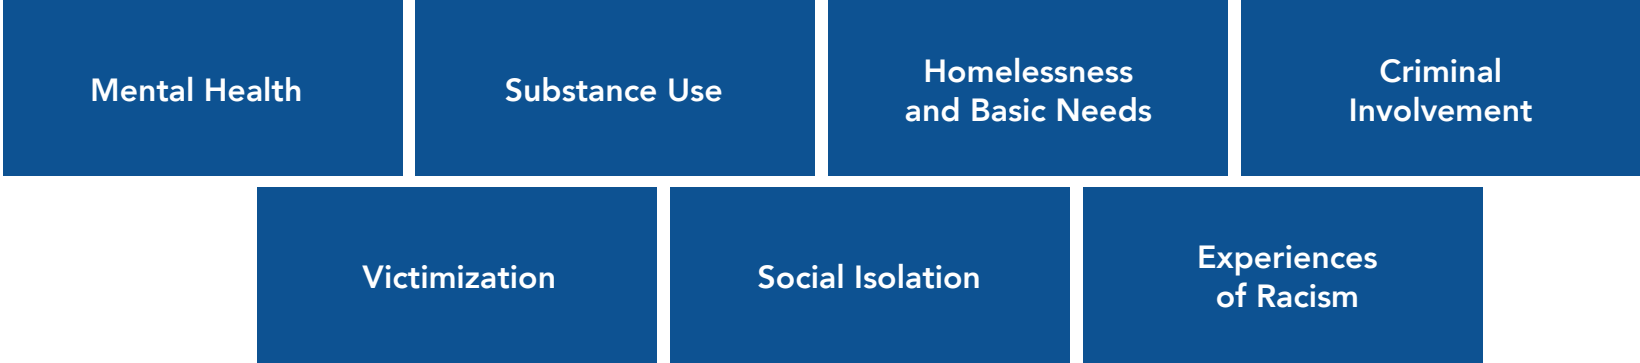 Mental Health
Substance Use
Homelessness
and Basic Needs
Criminal
Involvement
Victimization
Social Isolation
Experiences
of Racism